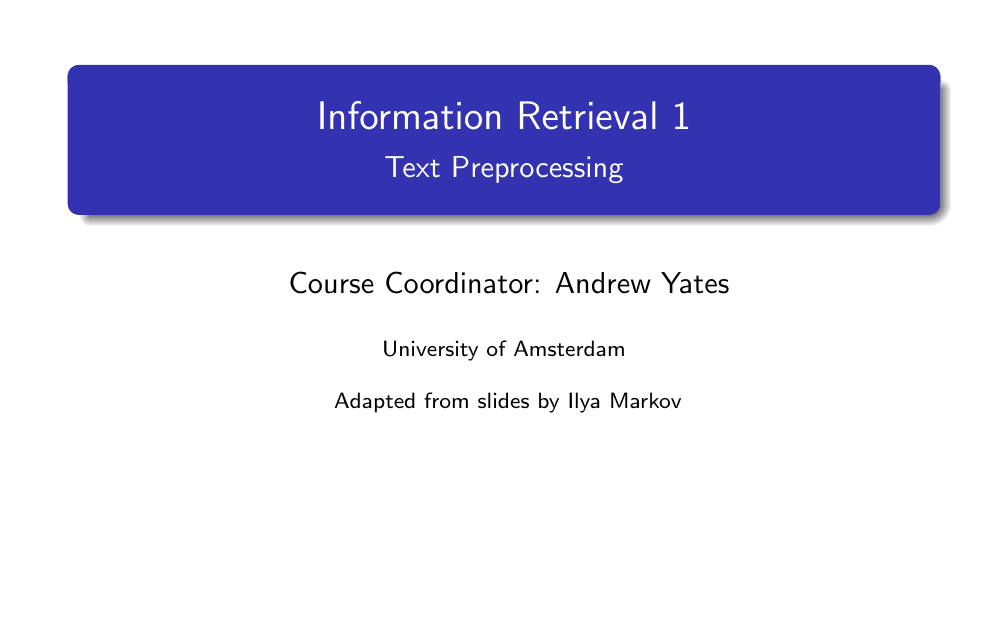 Information Retrieval 1
Text Preprocessing
Course Coordinator: Andrew Yates
University of Amsterdam
Adapted from slides by Ilya Markov